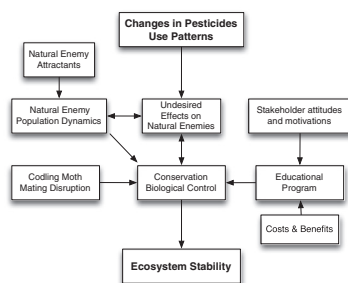 Changes in Pesticides
Use Patterns
Natural Enemy
Attractants
Natural Enemy
Population Dynamics
Undesired
Effects on
Natural Enemies
Stakeholder attitudes
and motivations
Codling Moth
Mating Disruption
Conservation
Biological Control
Educational
Program
Costs & Benefits
Ecosystem Stability